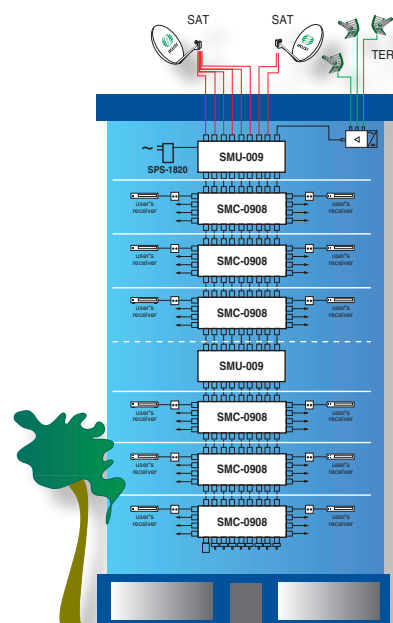 SAT
SAT
TER
~
SPS-1820
SMU-009
SMC-0908
user's
receiver
user's
receiver
SMC-0908
user's
receiver
user's
receiver
SMC-0908
user's
receiver
user's
receiver
SMU-009
SMC-0908
user's
receiver
user's
receiver
SMC-0908
user's
receiver
user's
receiver
SMC-0908
user's
receiver
user's
receiver